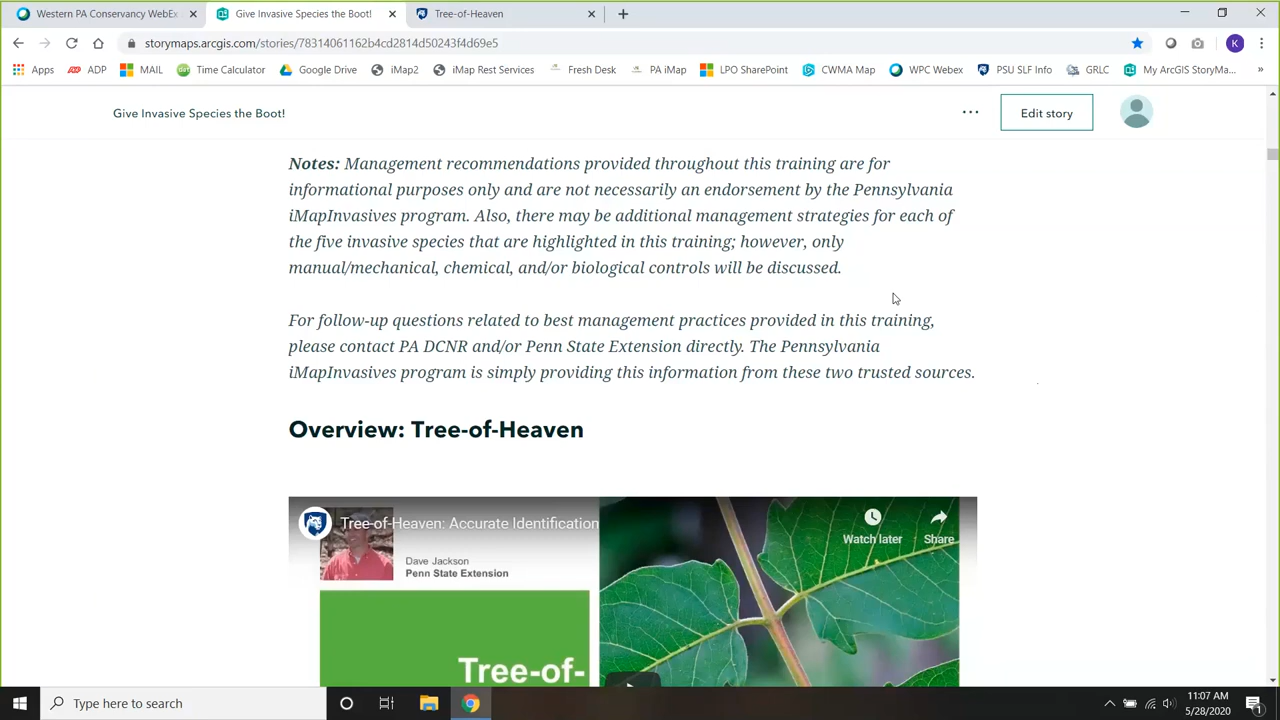 Western PA Conservancy WebEx
Give Invasive Species the Boot!
Tree-of-Heaven
storymaps.arcgis.com/stories/78314061162b4cd2814d50243f4d69e5
K
Apps
ADP
MAIL
Time Calculator
Google Drive
iMap2
iMap Rest Services
Fresh Desk
PA iMap
LPO SharePoint
CWMA Map
WPC Webex
PSU SLF Info
GRLC
My ArcGIS StoryMa...
Give Invasive Species the Boot!
Edit story
Notes: Management recommendations provided throughout this training are for
informational purposes only and are not necessarily an endorsement by the Pennsylvania
iMapInvasives program. Also, there may be additional management strategies for each of
the five invasive species that are highlighted in this training; however, only
manual/mechanical, chemical, and/or biological controls will be discussed.
For follow-up questions related to best management practices provided in this training,
please contact PA DCNR and/or Penn State Extension directly. The Pennsylvania
iMapInvasives program is simply providing this information from these two trusted sources.
Overview: Tree-of-Heaven
Tree-of-Heaven: Accurate Identification
Watch later
Share
Dave Jackson
Penn State Extension
Tree-of-
Type here to search
11:07 AM
5/28/2020
1